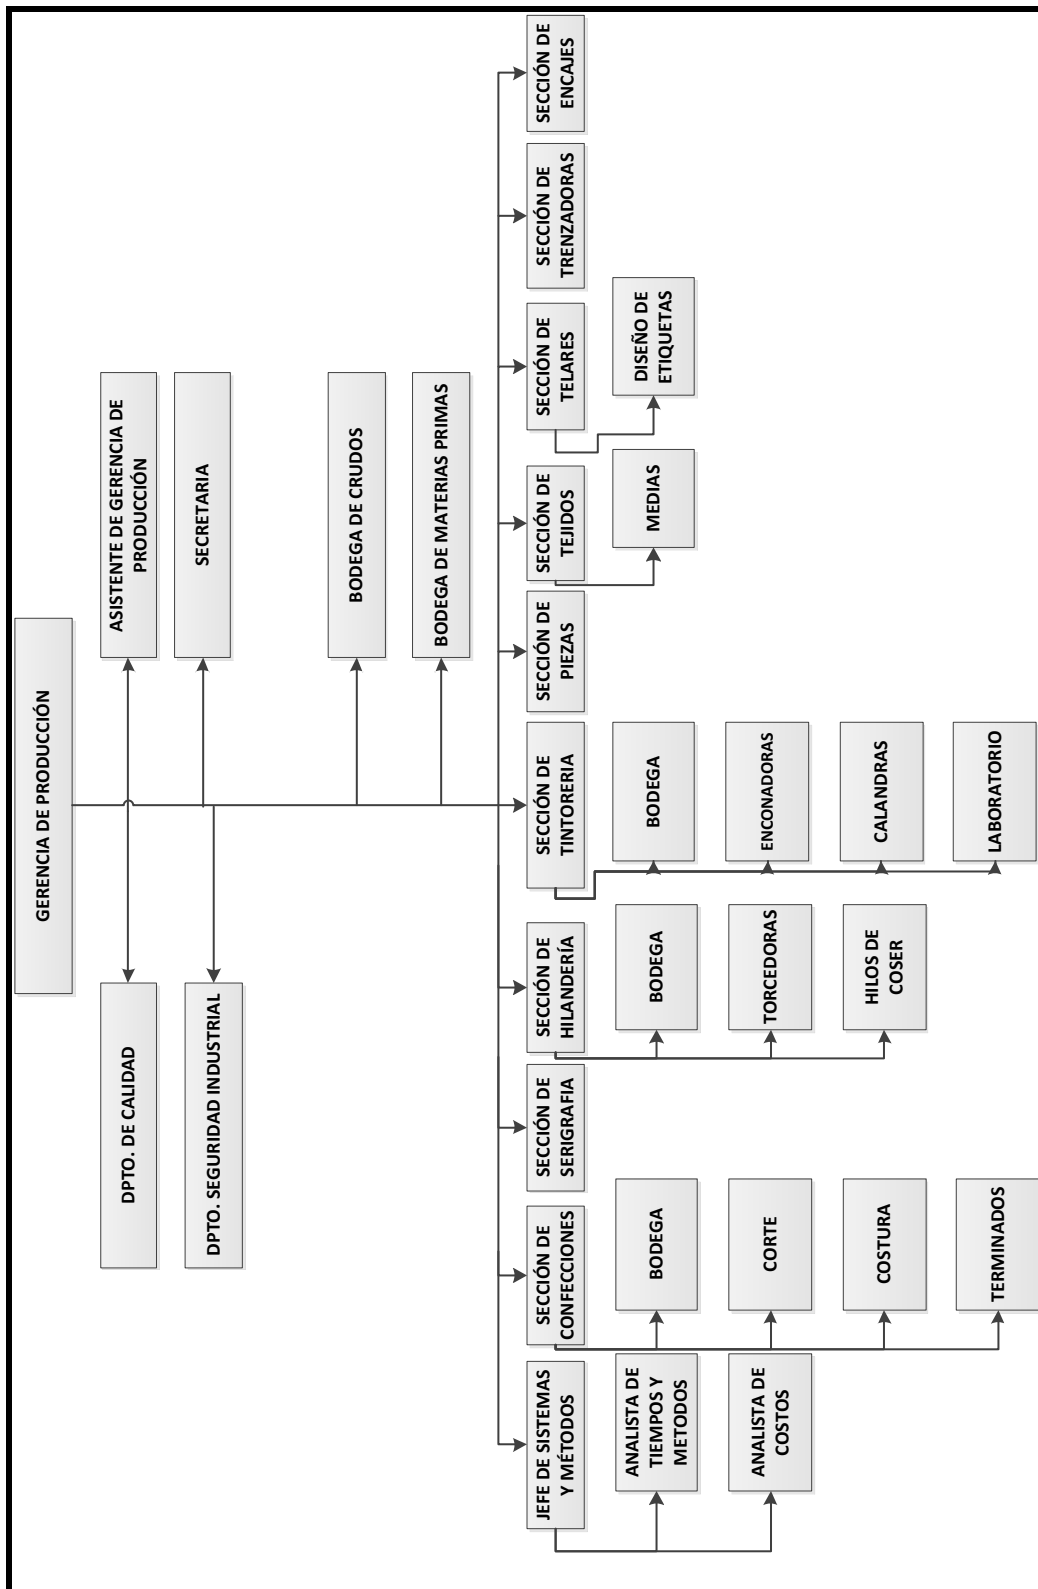 GERENCIA DE PRODUCCIÓN
DPTO. DE CALIDAD
ASISTENTE DE GERENCIA DE
PRODUCCIÓN
DPTO. SEGURIDAD INDUSTRIAL
SECRETARIA
BODEGA DE CRUDOS
BODEGA DE MATERIAS PRIMAS
JEFE DE SISTEMAS
Y MÉTODOS
ANALISTA DE
TIEMPOS Y
METODOS
ANALISTA DE
COSTOS
SECCIÓN DE
CONFECCIONES
BODEGA
CORTE
COSTURA
TERMINADOS
SECCIÓN DE
SERIGRAFIA
SECCIÓN DE
HILANDERÍA
BODEGA
TORCEDORAS
HILOS DE
COSER
SECCIÓN DE
TINTORERIA
BODEGA
ENCONADORAS
CALANDRAS
LABORATORIO
SECCIÓN DE
PIEZAS
SECCIÓN DE
TEJIDOS
MEDIAS
SECCIÓN DE
TELARES
DISEÑO DE
ETIQUETAS
SECCIÓN DE
TRENZADORAS
SECCIÓN DE
ENCAJES